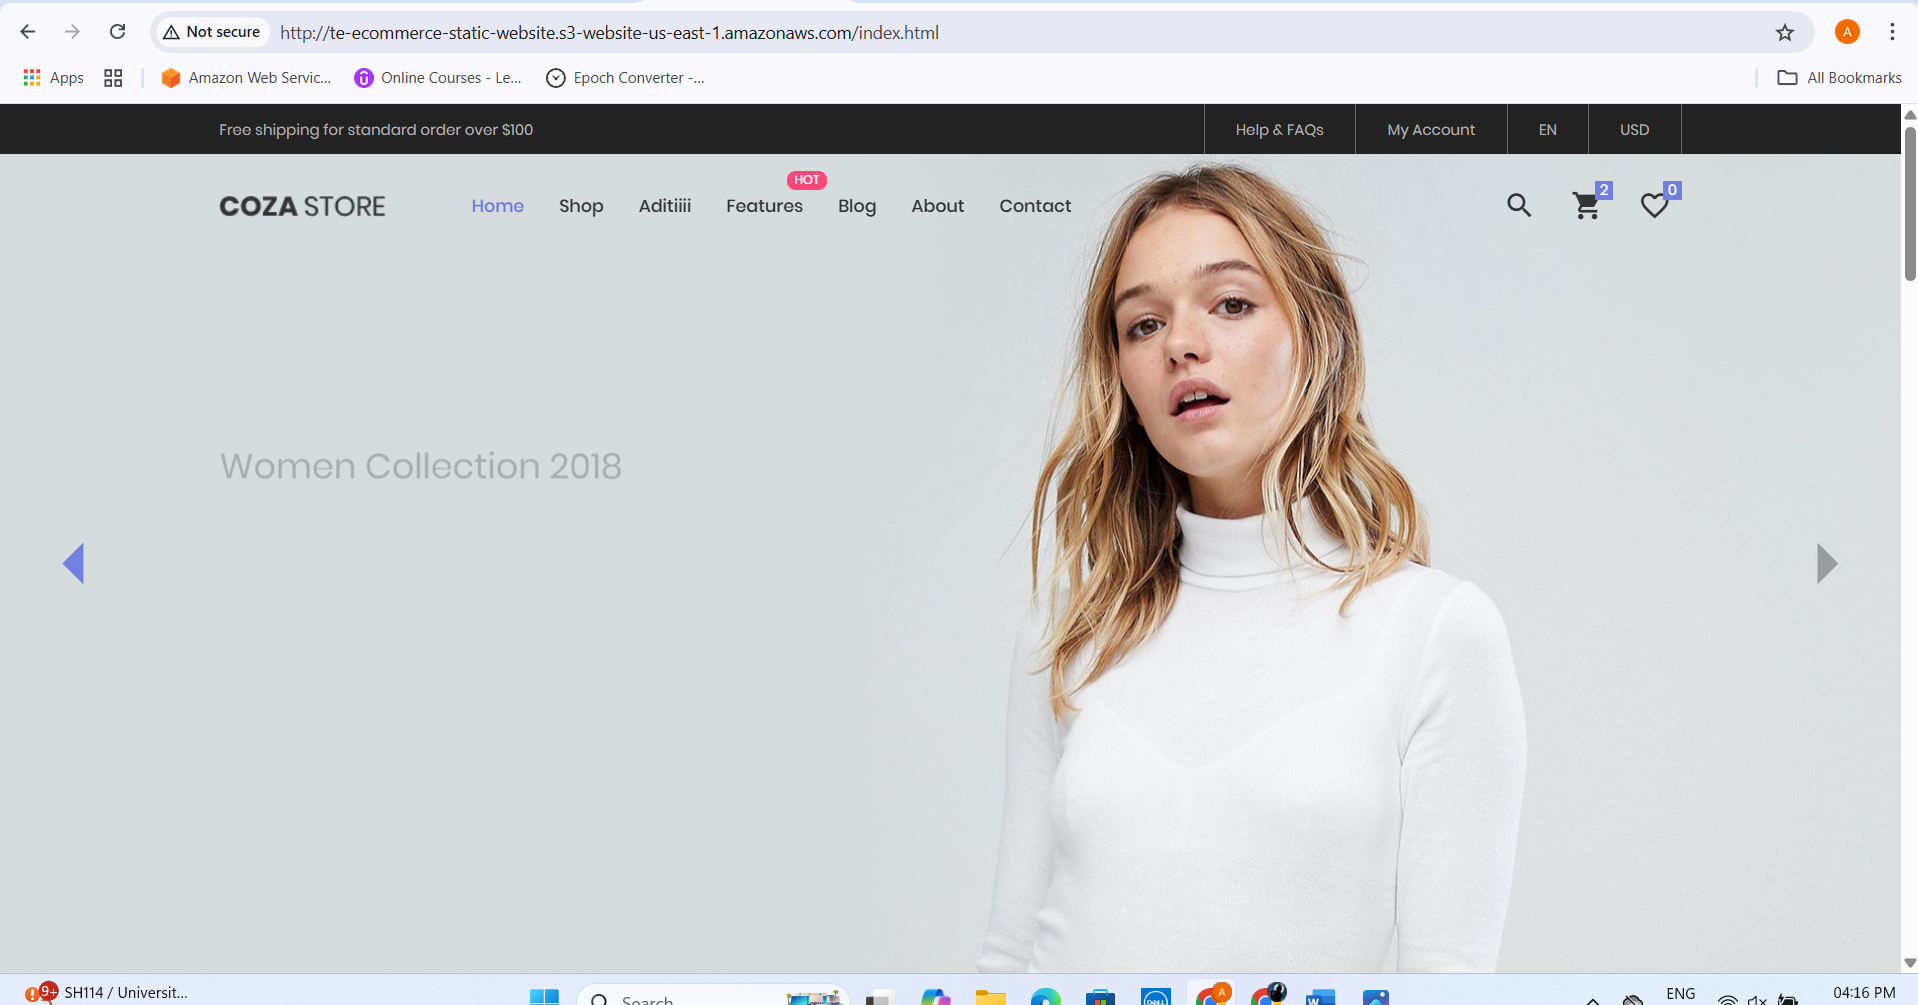 Not secure
http://te-ecommerce-static-website.s3-website-us-east-1.amazonaws.com/index.html
A
Apps
Amazon Web Servic...
Online Courses - Le...
Epoch Converter -...
All Bookmarks
Free shipping for standard order over $100
Help & FAQs
My Account
EN
USD
COZA STORE
Home
Shop
Aditiiii
HOT
Features
Blog
About
Contact
2
0
Women Collection 2018
9+
SH114 / Universit...
Search
DELL
A
W
ENG
04:16 PM